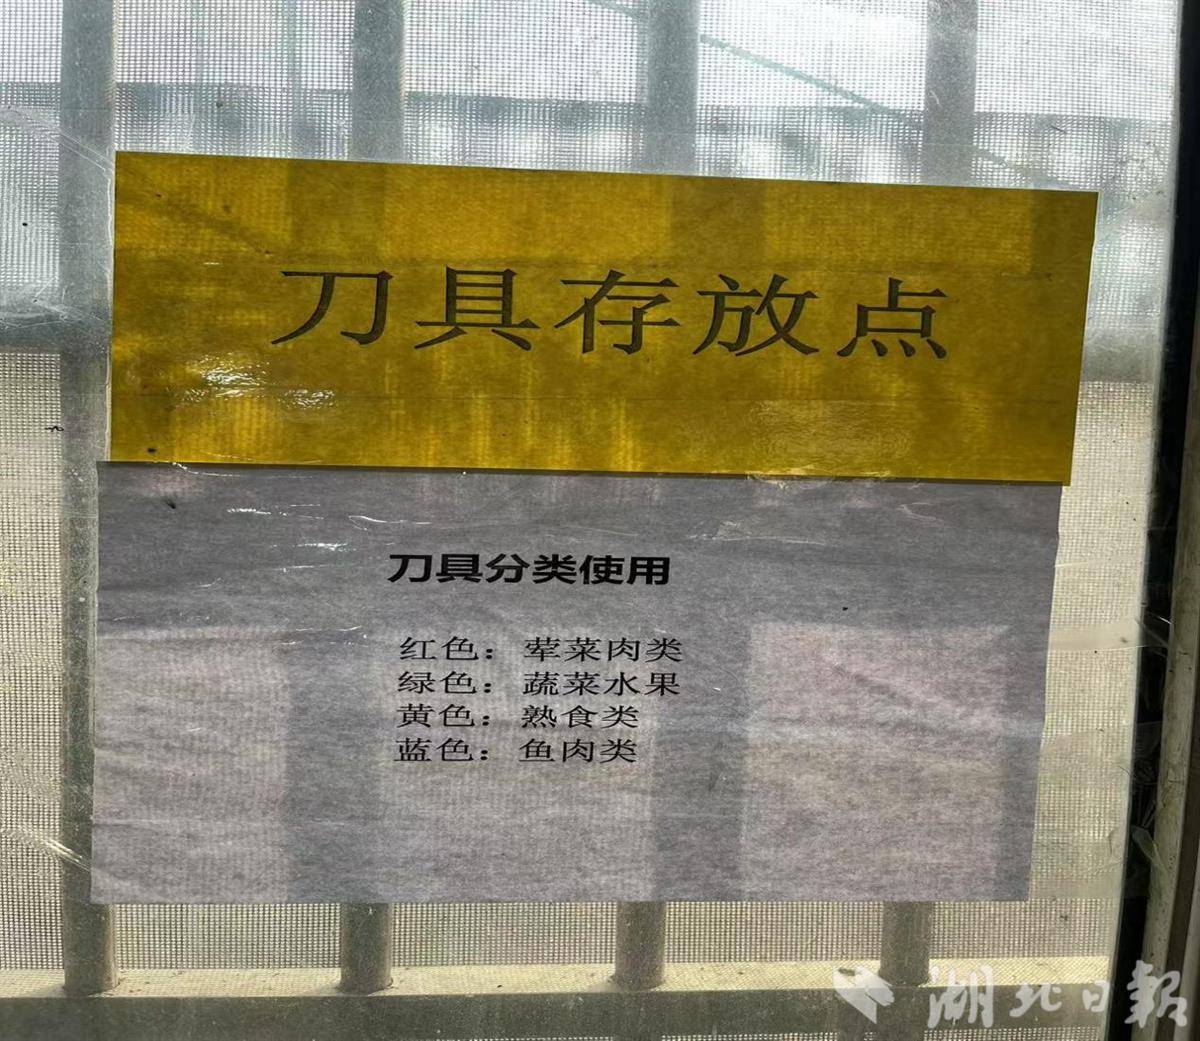 刀具存放点
刀具分类使用
红色：荤菜肉类
绿色：蔬菜水果
黄色：熟食类
蓝色：鱼肉类
湖北日報